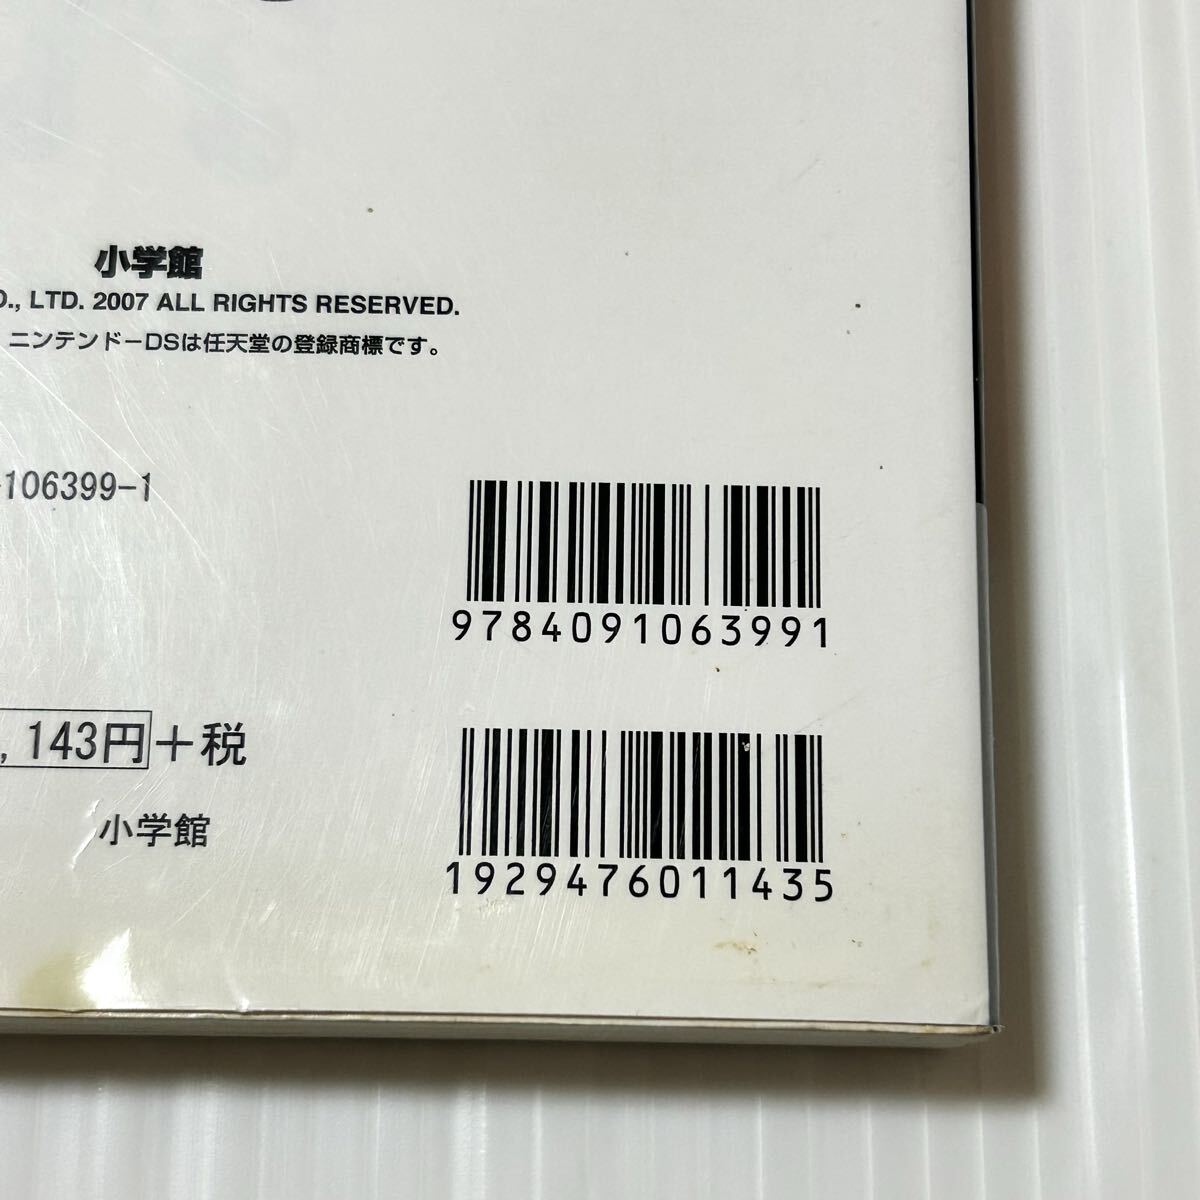 小学館
O., LTD. 2007 ALL RIGHTS RESERVED.
ニンテンドーDSは任天堂の登録商標です。
-106399-1
9784091063991
,143円+税
小学館
1929476011435